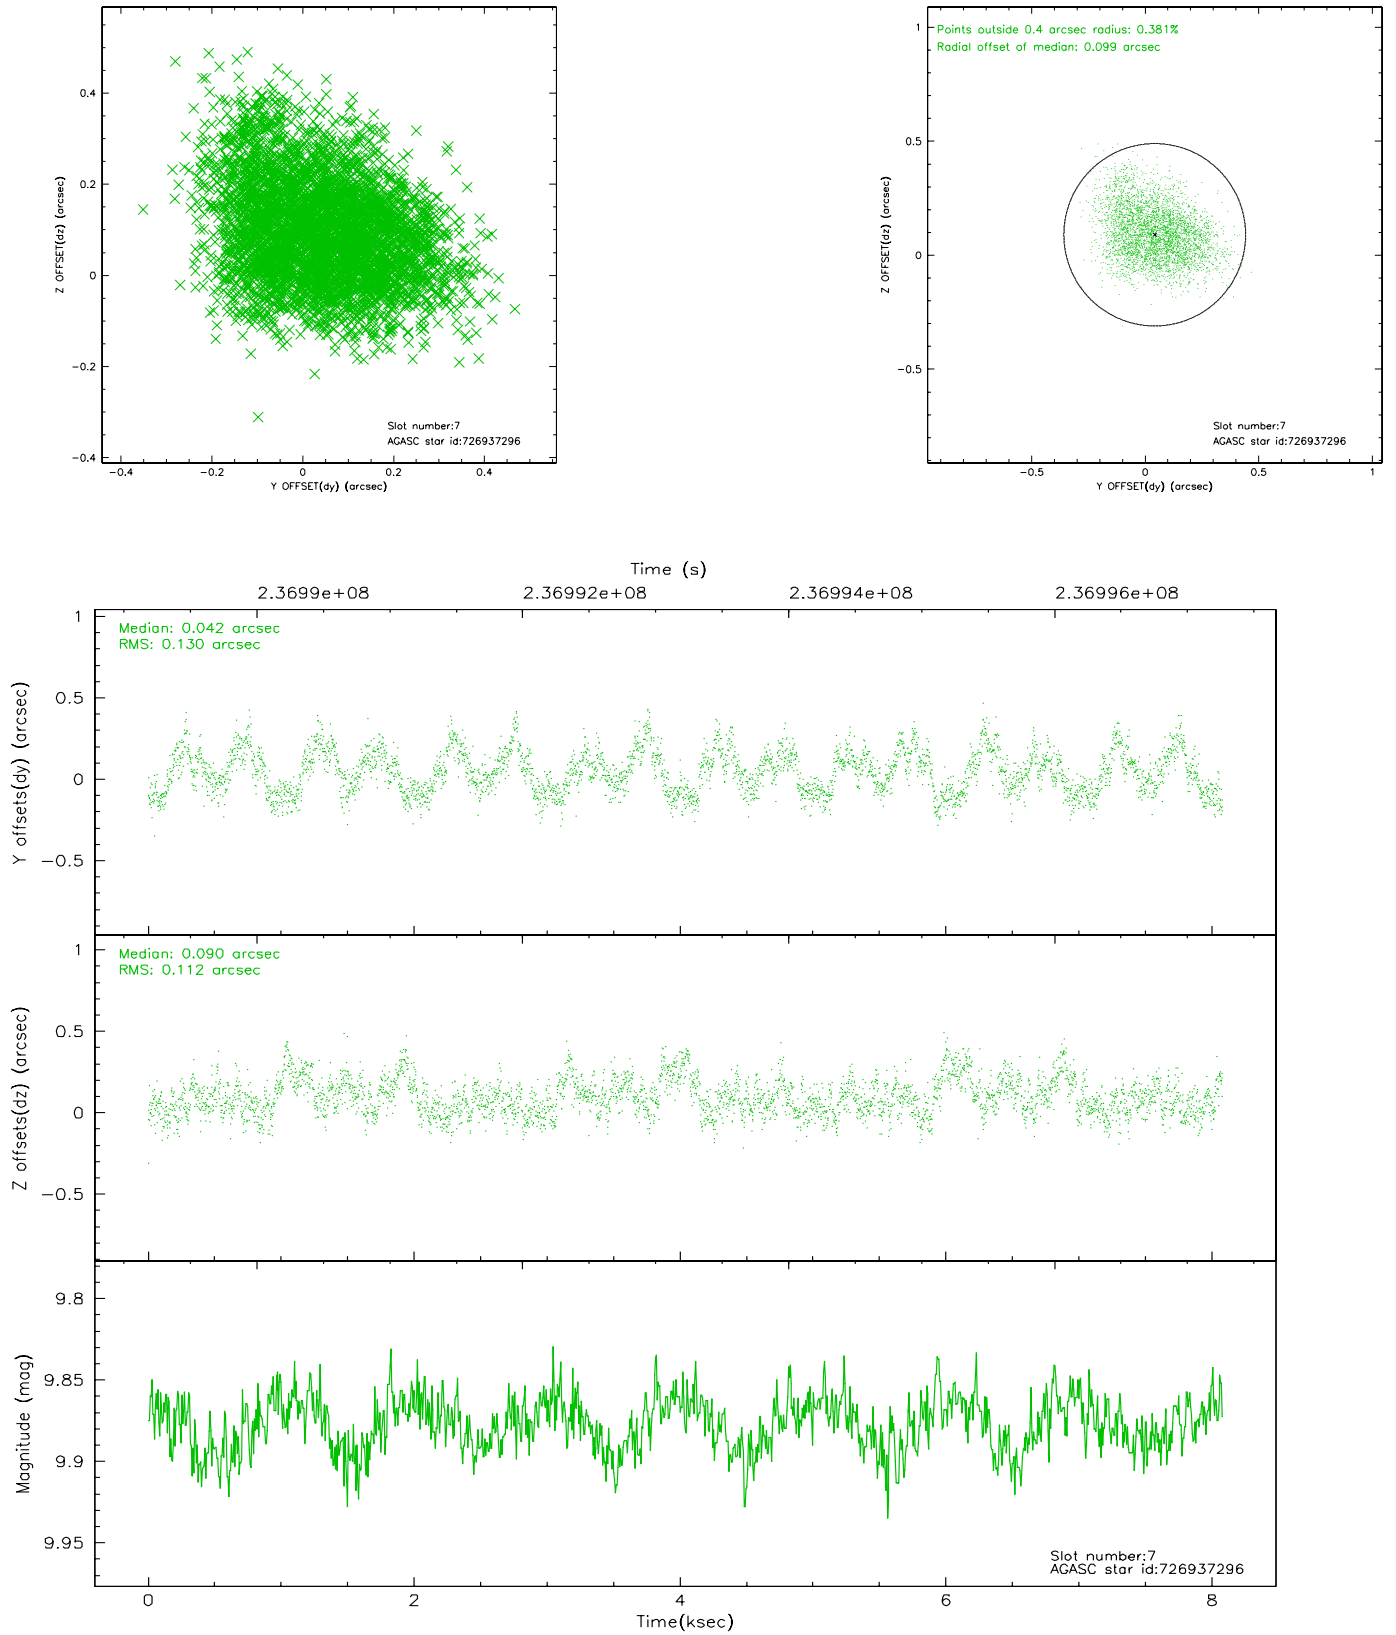 0.4
0.2
0
−0.2
−0.4
Z OFFSET(dz) (arcsec)
Slot number:7
AGASC star id:726937296
−0.4 −0.2 0 0.2 0.4
Y OFFSET(dy) (arcsec)
Points outside 0.4 arcsec radius: 0.381%
Radial offset of median: 0.099 arcsec
1
0.5
0
−0.5
Z OFFSET(dz) (arcsec)
Slot number:7
AGASC star id:726937296
−0.5 0 0.5 1
Y OFFSET(dy) (arcsec)
Time (s)
2.3699e+08 2.36992e+08 2.36994e+08 2.36996e+08
Median: 0.042 arcsec
RMS: 0.130 arcsec
1
0.5
0
−0.5
Y offsets(dy) (arcsec)
Median: 0.090 arcsec
RMS: 0.112 arcsec
1
0.5
0
−0.5
Z offsets(dz) (arcsec)
9.8
9.85
9.9
9.95
Magnitude (mag)
Slot number:7
AGASC star id:726937296
0 2 4 6 8
Time(ksec)